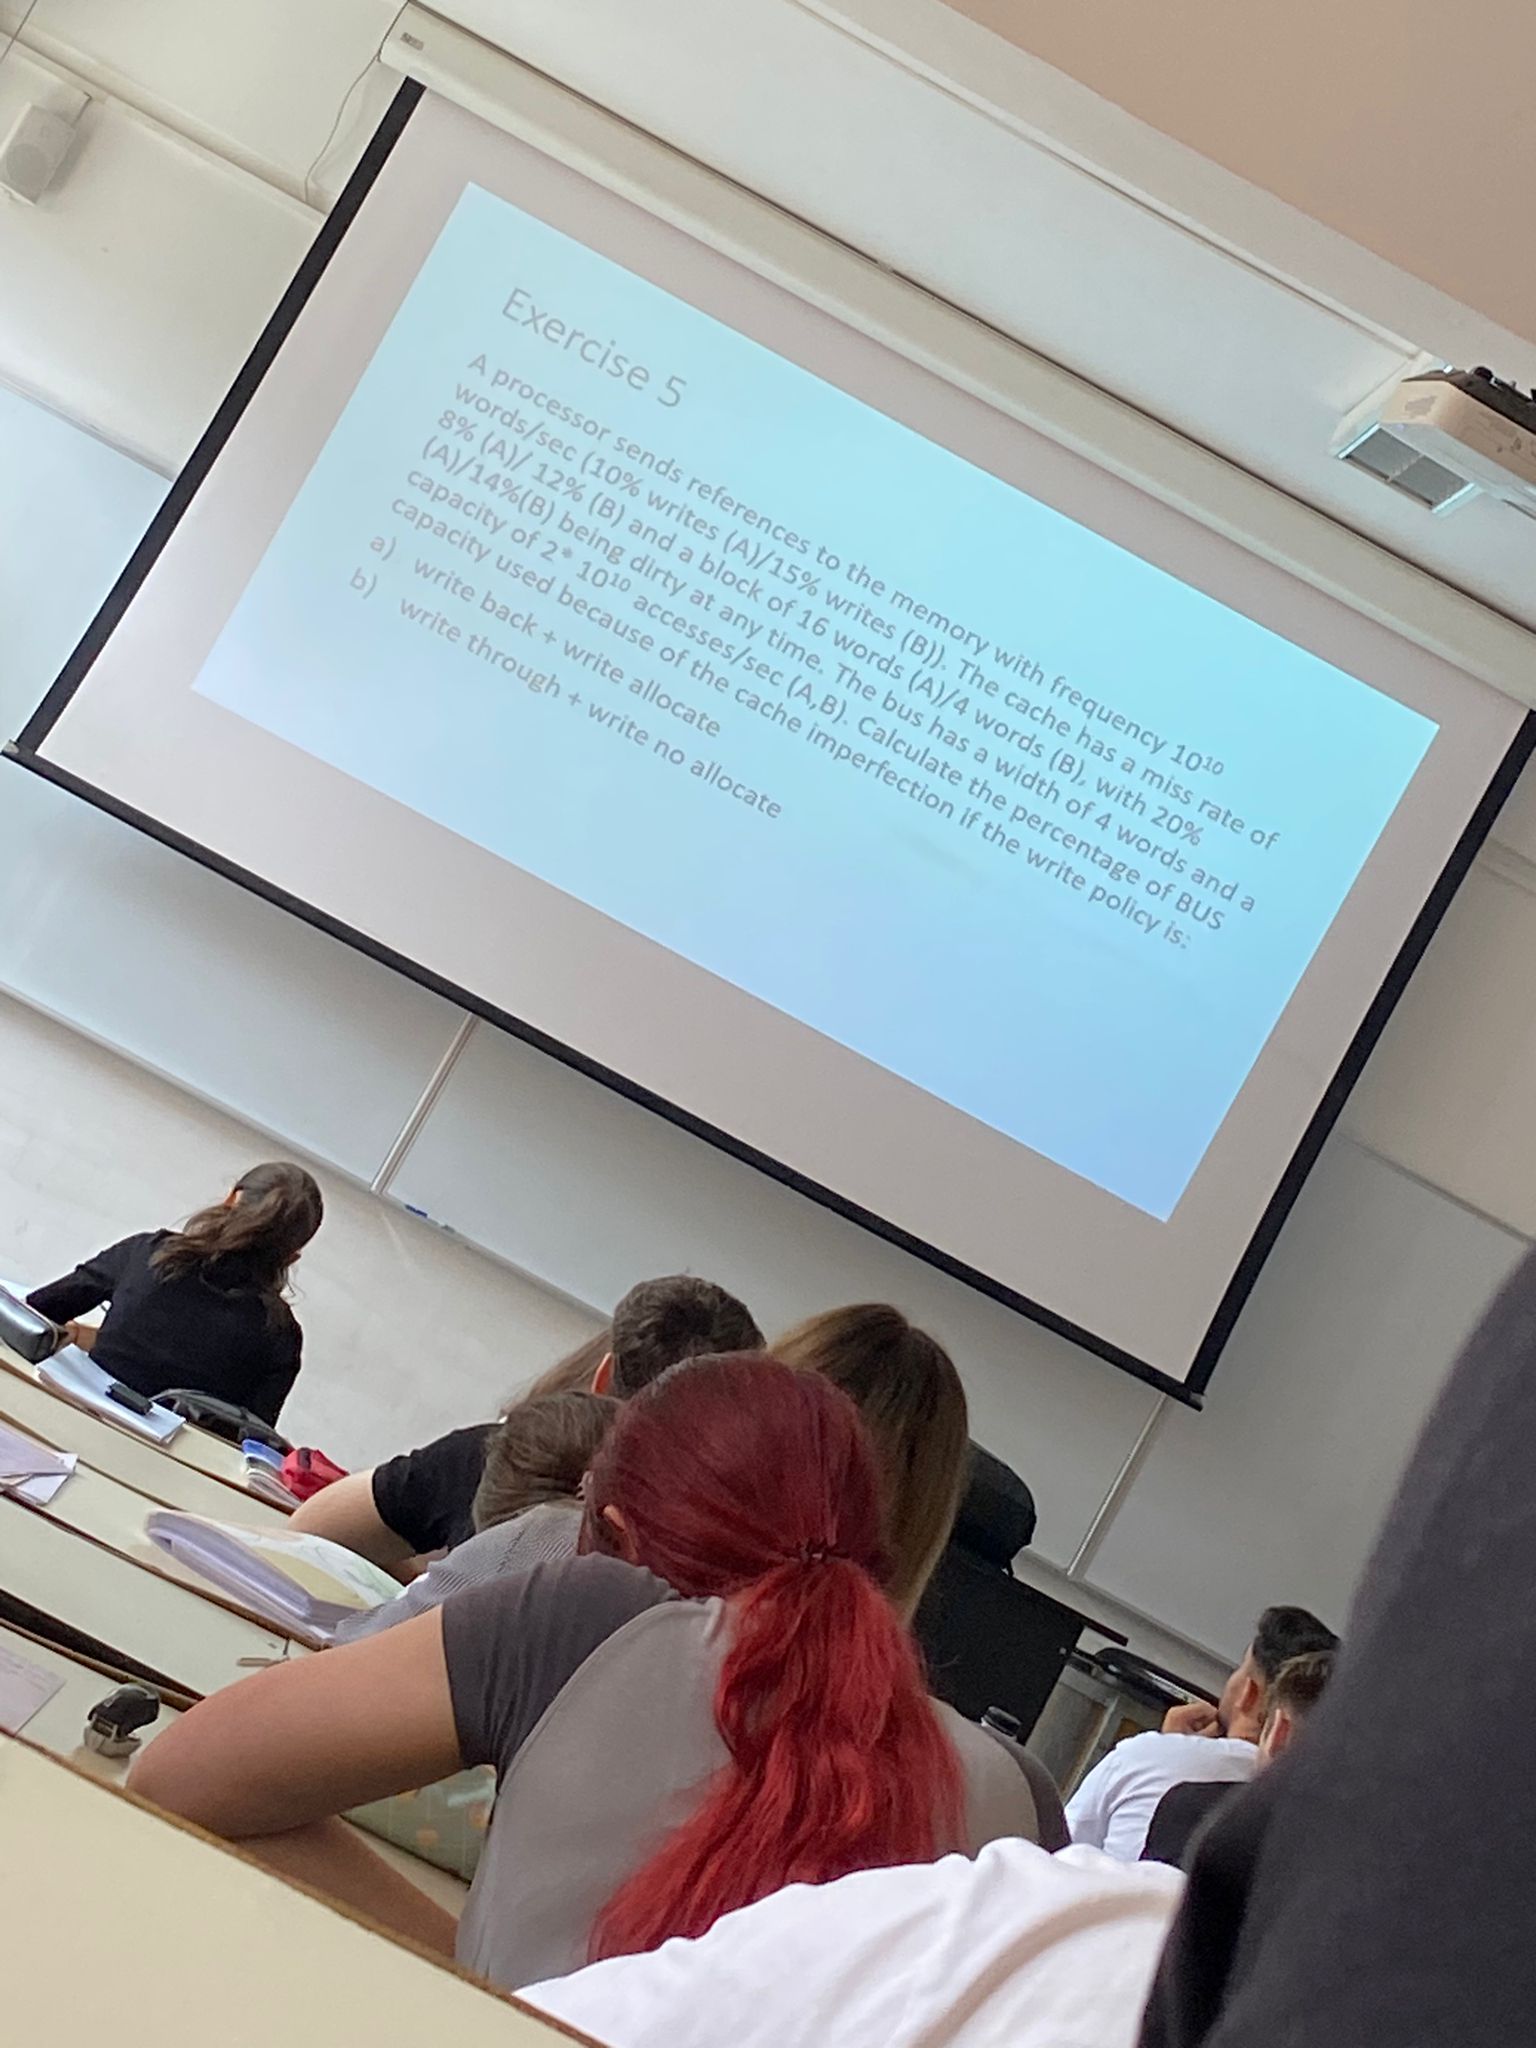 Exercise 5
A processor sends references to the memory with frequency 10¹⁰
words/sec (10% writes (A)/15% writes (B)). The cache has a miss rate of
8% (A)/ 12% (B) and a block of 16 words (A)/4 words (B), with 20%
(A)/14%(B) being dirty at any time. The bus has a width of 4 words and a
capacity of 2* 10¹⁰ accesses/sec (A,B). Calculate the percentage of BUS
capacity used because of the cache imperfection if the write policy is:
a) write back + write allocate
b) write through + write no allocate